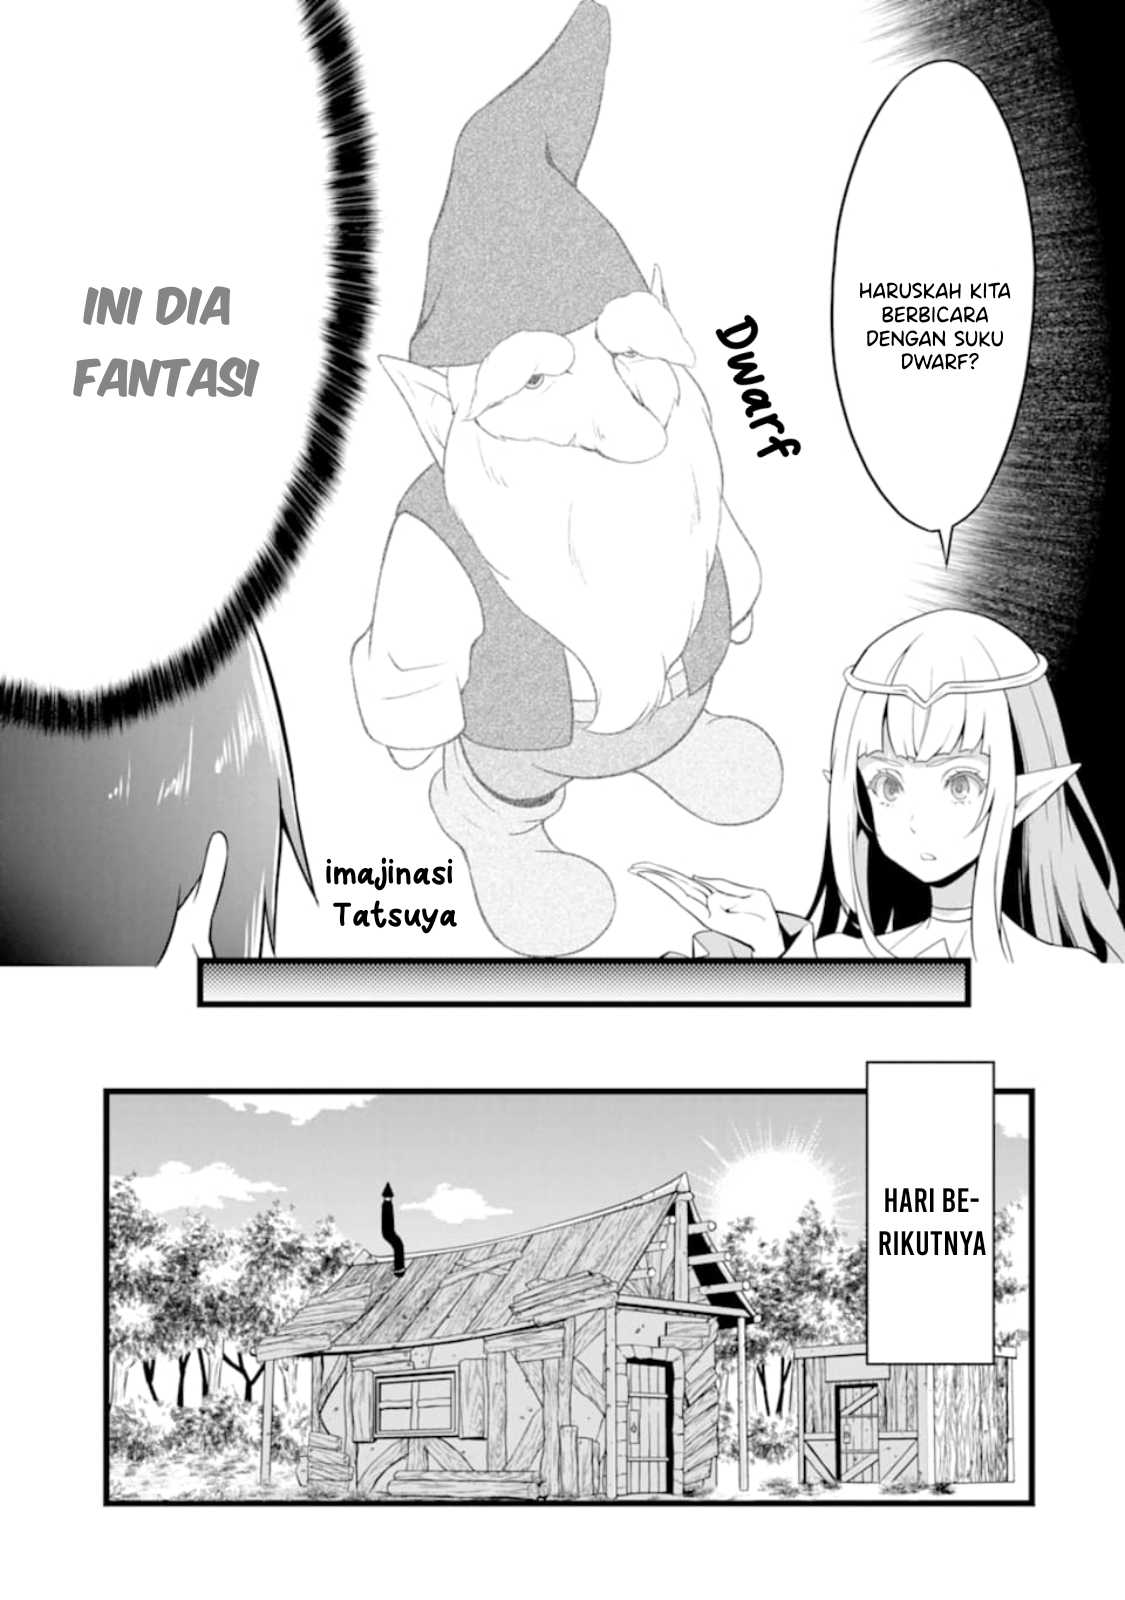 HARUSKAH KITA
BERBICARA
DENGAN SUKU
DWARF?
Dwarf
INI DIA
FANTASI
imajinasi
Tatsuya
HARI BE-
RIKUTNYA